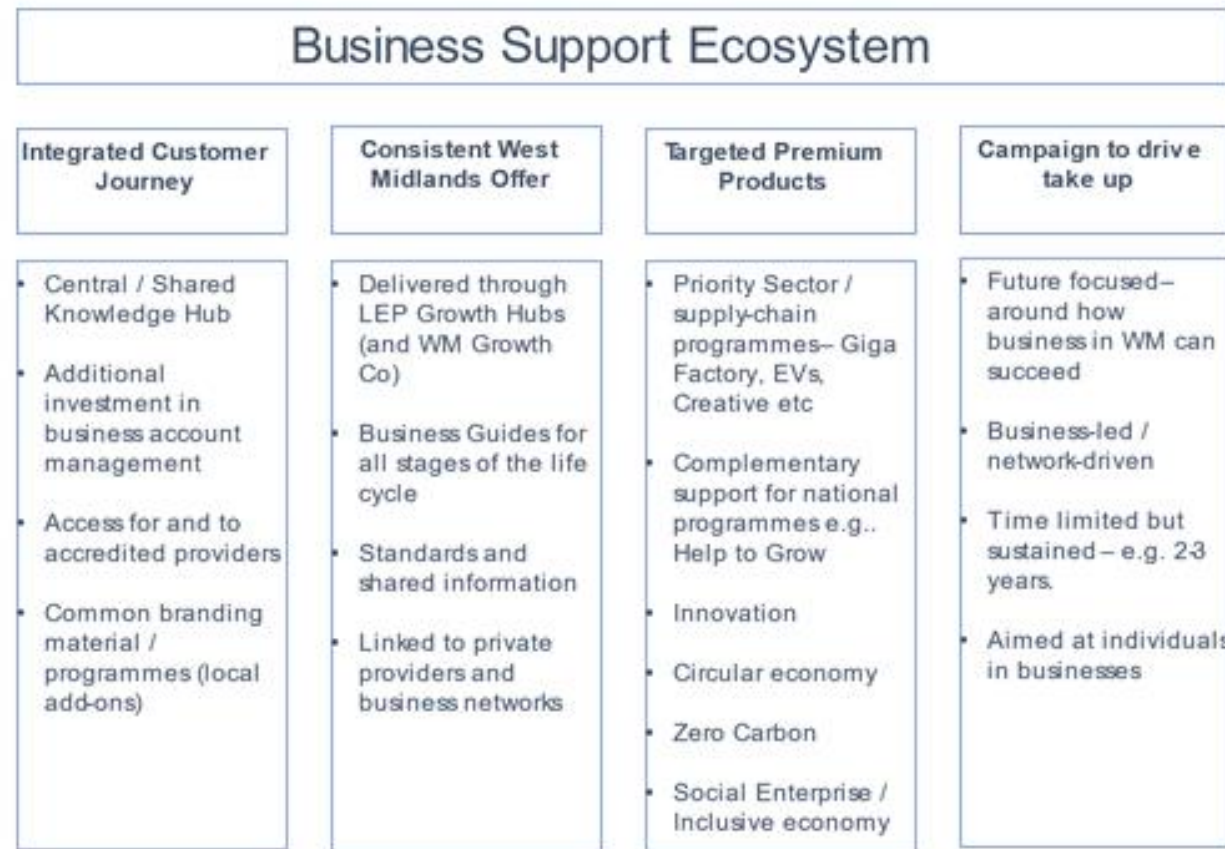 Business Support Ecosystem
Integrated Customer
Journey
• Central / Shared
Knowledge Hub
• Additional
investment in
business account
management
• Access for and to
accredited providers
• Common branding
material /
programmes (local
add-ons)
Consistent West
Midlands Offer
• Delivered through
LEP Growth Hubs
(and WM Growth
Co)
• Business Guides for
all stages of the life
cycle
• Standards and
shared information
• Linked to private
providers and
business networks
Targeted Premium
Products
• Priority Sector /
supply-chain
programmes– Giga
Factory, EVs,
Creative etc
• Complementary
support for national
programmes e.g..
Help to Grow
• Innovation
• Circular economy
• Zero Carbon
• Social Enterprise /
Inclusive economy
Campaign to drive
take up
• Future focused–
around how
business in WM can
succeed
• Business-led /
network-driven
• Time limited but
sustained – e.g. 2-3
years.
• Aimed at individuals
in businesses